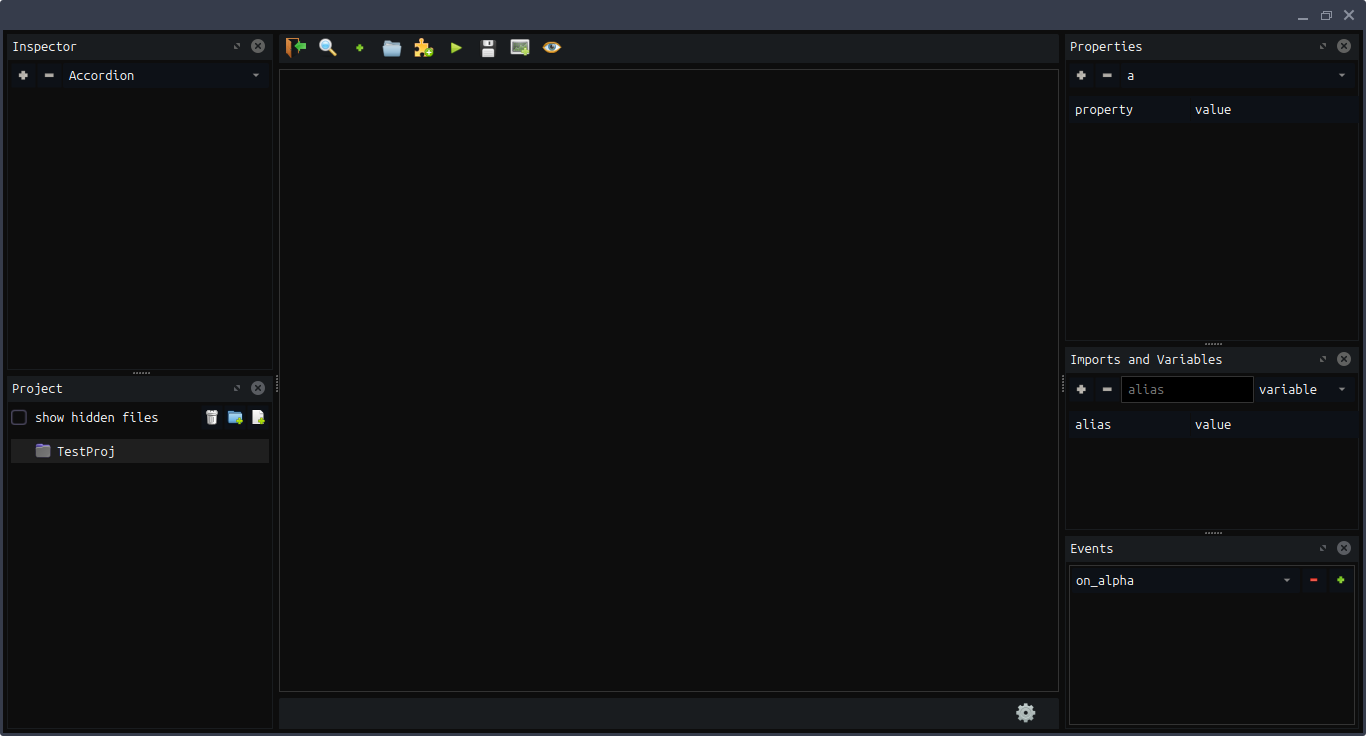 Inspector
Accordion
Project
show hidden files
TestProj
Properties
a
property value
Imports and Variables
alias variable
alias value
Events
on_alpha